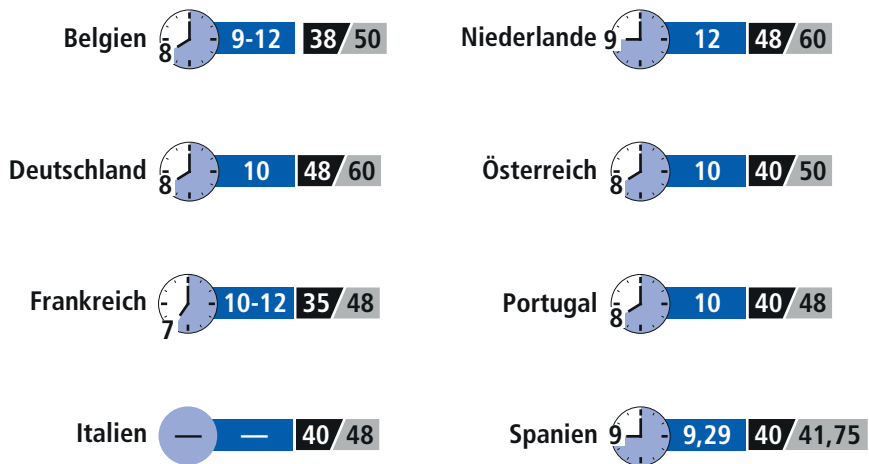 Belgien 8 9-12 38 50
Niederlande 9 12 48 60
Deutschland 8 10 48 60
Österreich 8 10 40 50
Frankreich 7 10-12 35 48
Portugal 8 10 40 48
Italien — — 40 48
Spanien 9 9,29 40 41,75